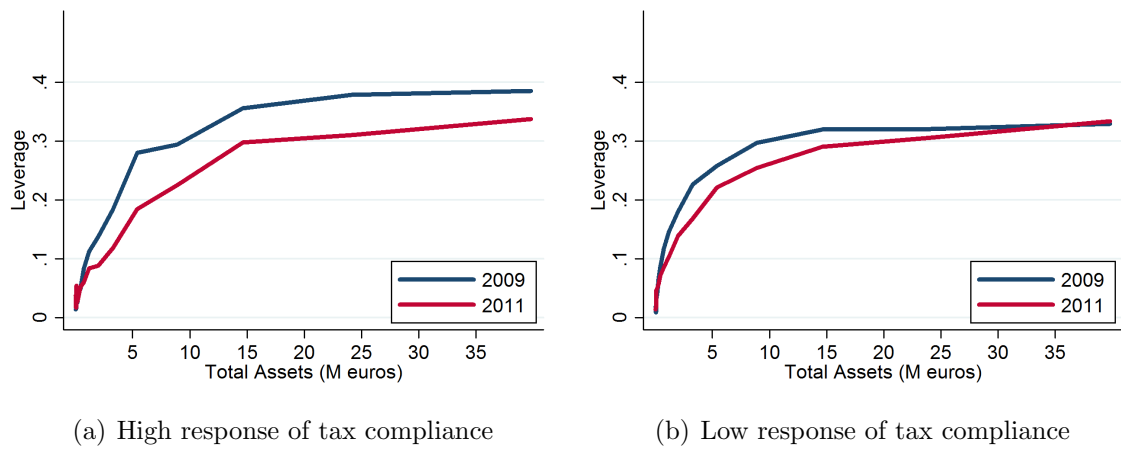 .4
.3
.2
.1
0
Leverage
2009
2011
5 10 15 20 25 30 35
Total Assets (M euros)
(a) High response of tax compliance
.4
.3
.2
.1
0
Leverage
2009
2011
5 10 15 20 25 30 35
Total Assets (M euros)
(b) Low response of tax compliance